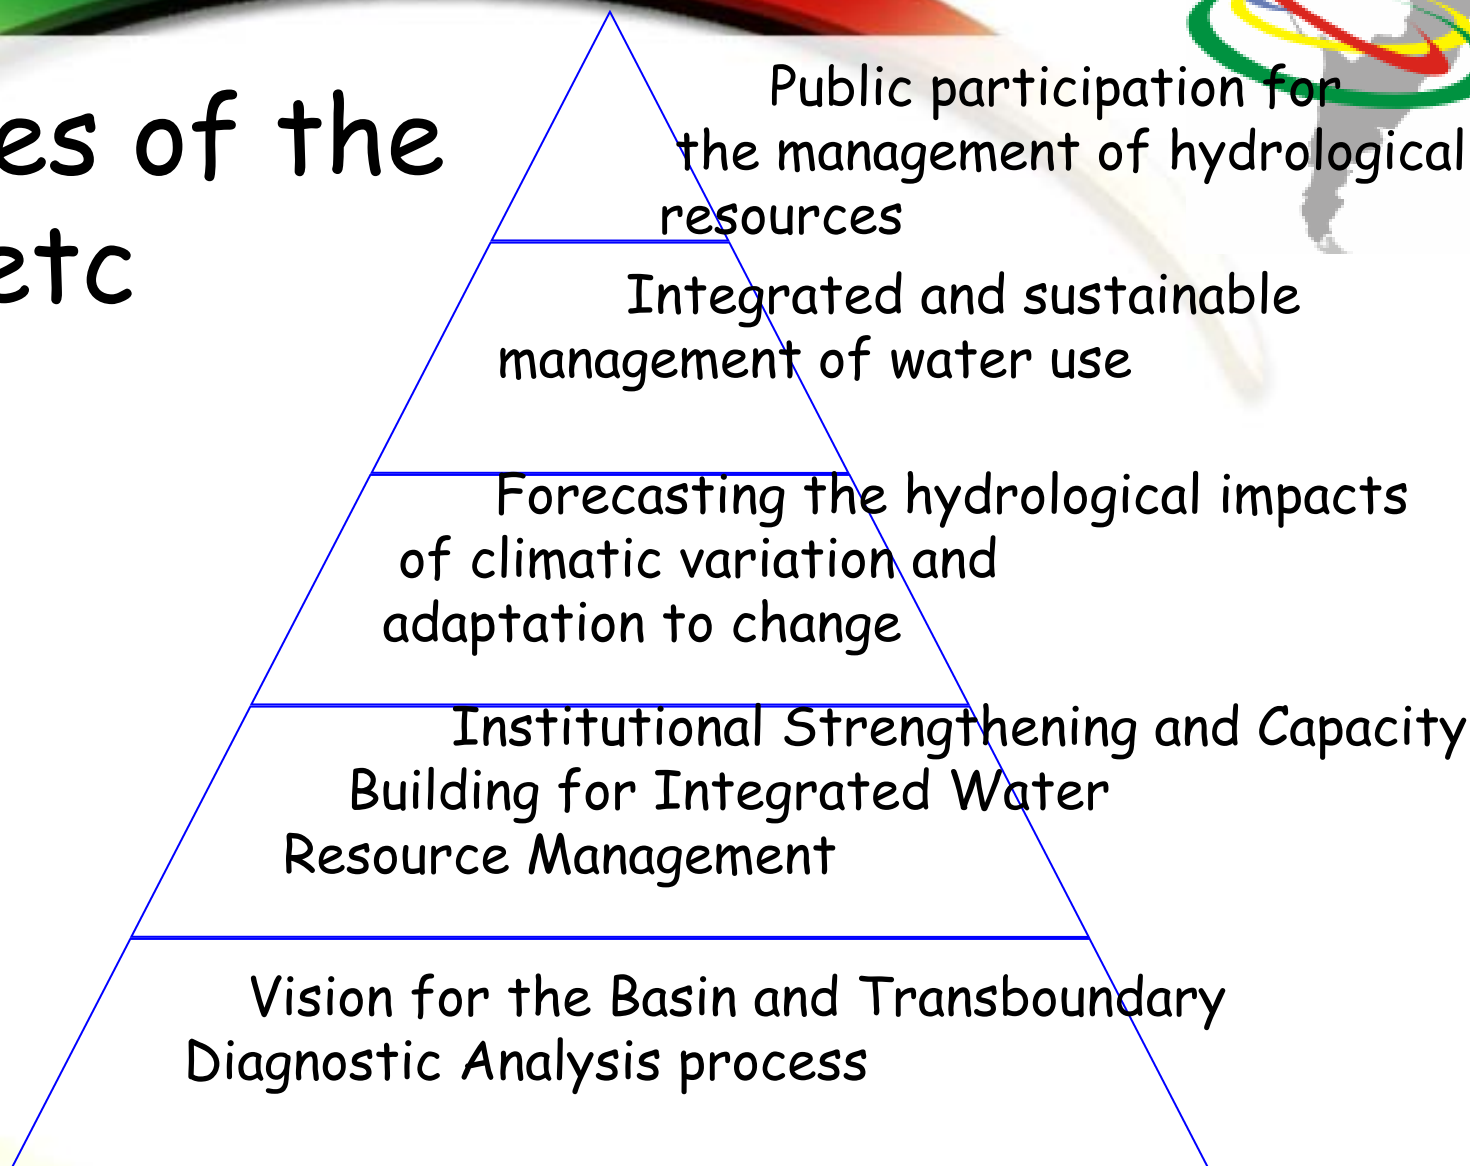 es of the
etc
Public participation for
the management of hydrological
resources
Integrated and sustainable
management of water use
Forecasting the hydrological impacts
of climatic variation and
adaptation to change
Institutional Strengthening and Capacity
Building for Integrated Water
Resource Management
Vision for the Basin and Transboundary
Diagnostic Analysis process